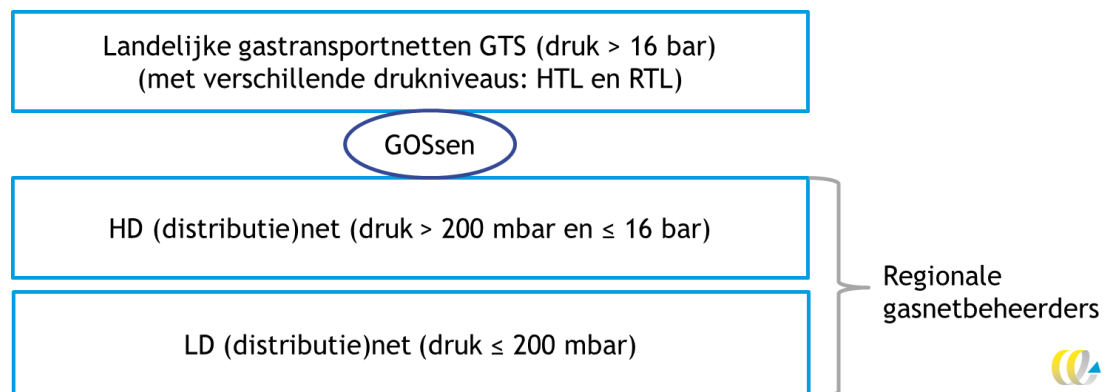 Landelijke gastransportnetten GTS (druk > 16 bar)
(met verschillende drukniveaus: HTL en RTL)
GOSsen
HD (distributie)net (druk > 200 mbar en ≤ 16 bar)
Regionale
gasnetbeheerders
LD (distributie)net (druk ≤ 200 mbar)